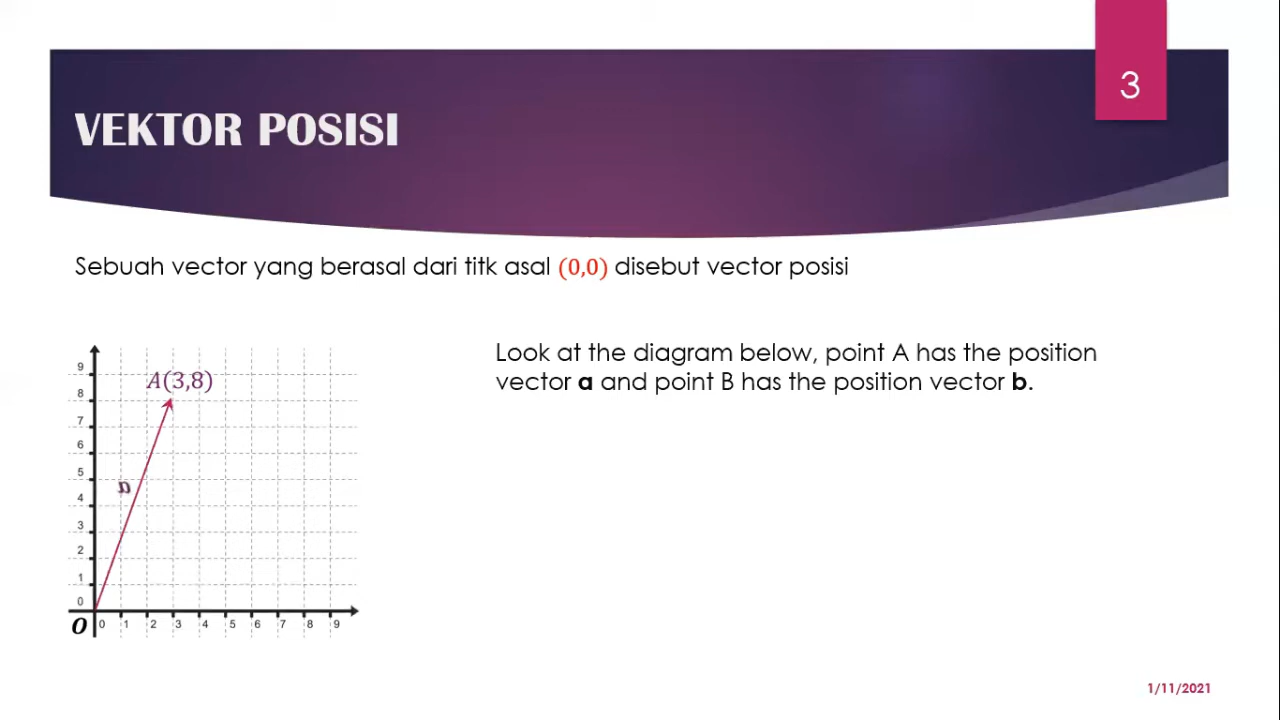 3
VEKTOR POSISI
Sebuah vector yang berasal dari titk asal (0,0) disebut vector posisi
Look at the diagram below, point A has the position
vector a and point B has the position vector b.
A(3,8)
a
9
8
7
6
5
4
3
2
1
0
O 0 1 2 3 4 5 6 7 8 9
1/11/2021